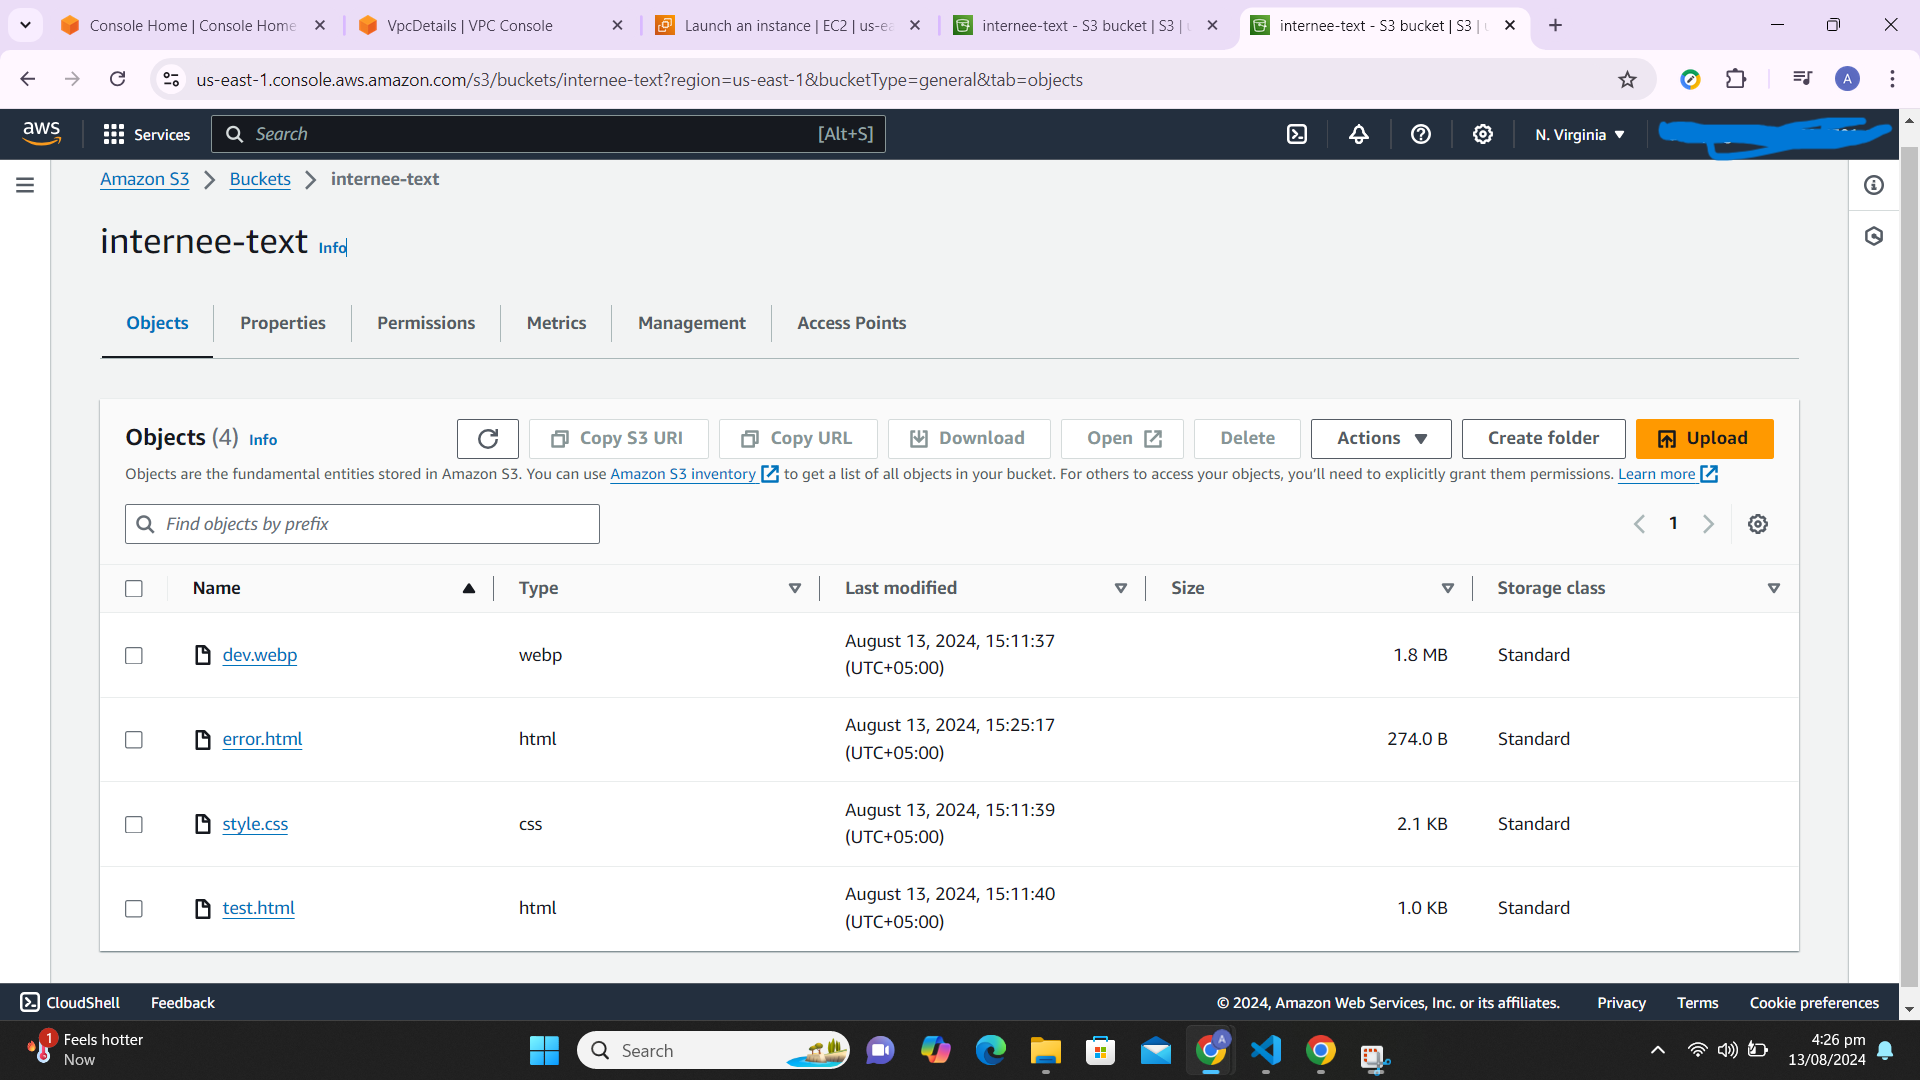 Console Home | Console Home
VpcDetails | VPC Console
Launch an instance | EC2 | us-ea
internee-text - S3 bucket | S3 | u
internee-text - S3 bucket | S3 | u
us-east-1.console.aws.amazon.com/s3/buckets/internee-text?region=us-east-1&bucketType=general&tab=objects
A
aws
Services
Search
[Alt+S]
N. Virginia
Amazon S3
Buckets
internee-text
internee-text Info
Objects
Properties
Permissions
Metrics
Management
Access Points
Objects (4) Info
Copy S3 URI
Copy URL
Download
Open
Delete
Actions
Create folder
Upload
Objects are the fundamental entities stored in Amazon S3. You can use Amazon S3 inventory to get a list of all objects in your bucket. For others to access your objects, you’ll need to explicitly grant them permissions. Learn more
Find objects by prefix
1
Name
Type
Last modified
Size
Storage class
dev.webp
webp
August 13, 2024, 15:11:37
(UTC+05:00)
1.8 MB
Standard
error.html
html
August 13, 2024, 15:25:17
(UTC+05:00)
274.0 B
Standard
style.css
css
August 13, 2024, 15:11:39
(UTC+05:00)
2.1 KB
Standard
test.html
html
August 13, 2024, 15:11:40
(UTC+05:00)
1.0 KB
Standard
CloudShell
Feedback
© 2024, Amazon Web Services, Inc. or its affiliates.
Privacy
Terms
Cookie preferences
1
Feels hotter
Now
Search
A
4:26 pm
13/08/2024